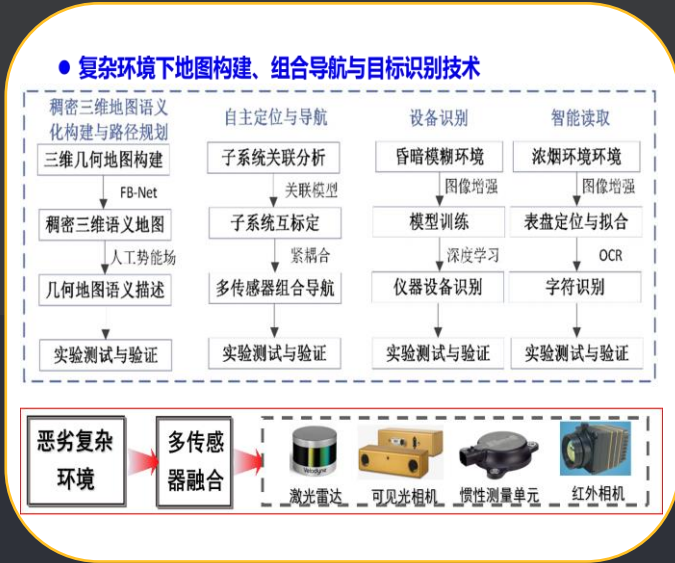 ● 复杂环境下地图构建、组合导航与目标识别技术
稠密三维地图语义
化构建与路径规划
三维几何地图构建
FB-Net
稠密三维语义地图
人工势能场
几何地图语义描述
实验测试与验证
自主定位与导航
子系统关联分析
关联模型
子系统互标定
紧耦合
多传感器组合导航
实验测试与验证
设备识别
昏暗模糊环境
图像增强
模型训练
深度学习
仪器设备识别
实验测试与验证
智能读取
浓烟环境环境
图像增强
表盘定位与拟合
OCR
字符识别
实验测试与验证
恶劣复杂
环境
多传感
器融合
Velodyne
激光雷达
可见光相机
惯性测量单元
红外相机